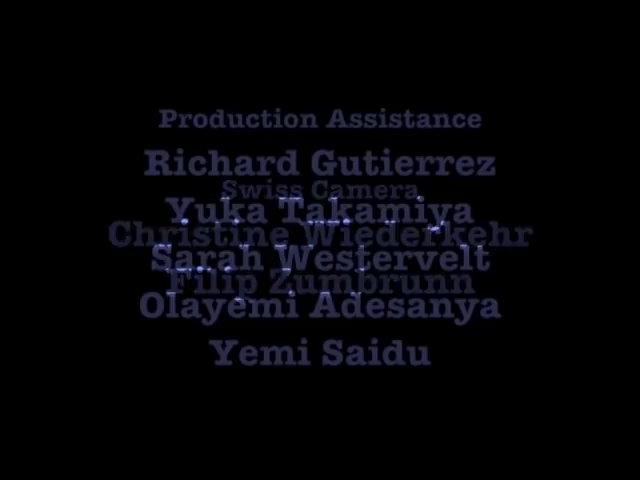 Production Assistance
Richard Gutierrez
Swiss Camera
Yuka Takamiya
Christine Wiederkehr
Sarah Westervelt
Filip Zumbrunn
Olayemi Adesanya
Yemi Saidu